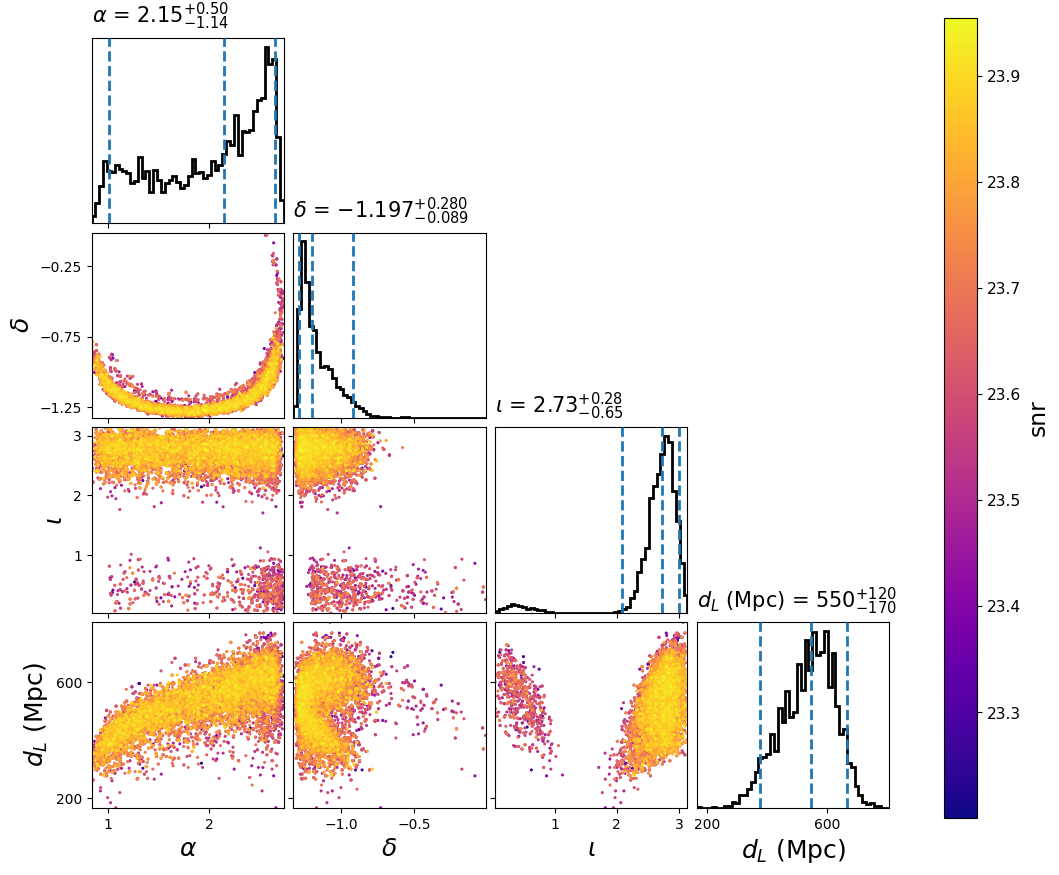 α = 2.15+0.50−1.14
δ = −1.197+0.280−0.089
ι = 2.73+0.28−0.65
d_L (Mpc) = 550+120−170
−0.25
−0.75
−1.25
δ
3
2
1
ι
600
200
d_L (Mpc)
1 2
α
−1.0 −0.5
δ
1 2 3
ι
200 600
d_L (Mpc)
23.9
23.8
23.7
23.6
23.5
23.4
23.3
snr